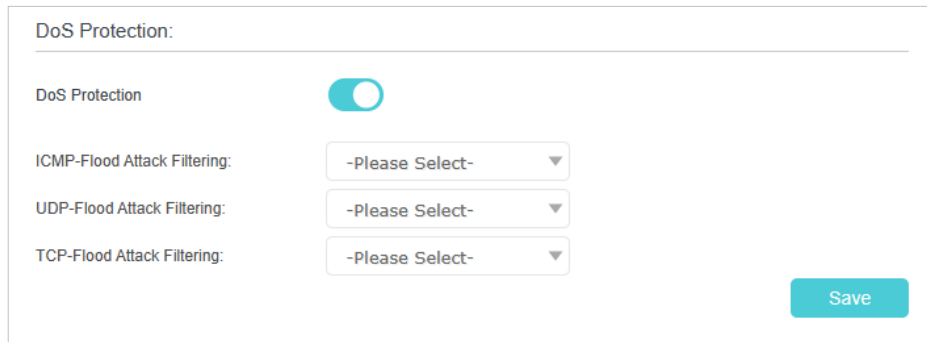 DoS Protection:
DoS Protection
ICMP-Flood Attack Filtering: -Please Select-
UDP-Flood Attack Filtering: -Please Select-
TCP-Flood Attack Filtering: -Please Select-
Save